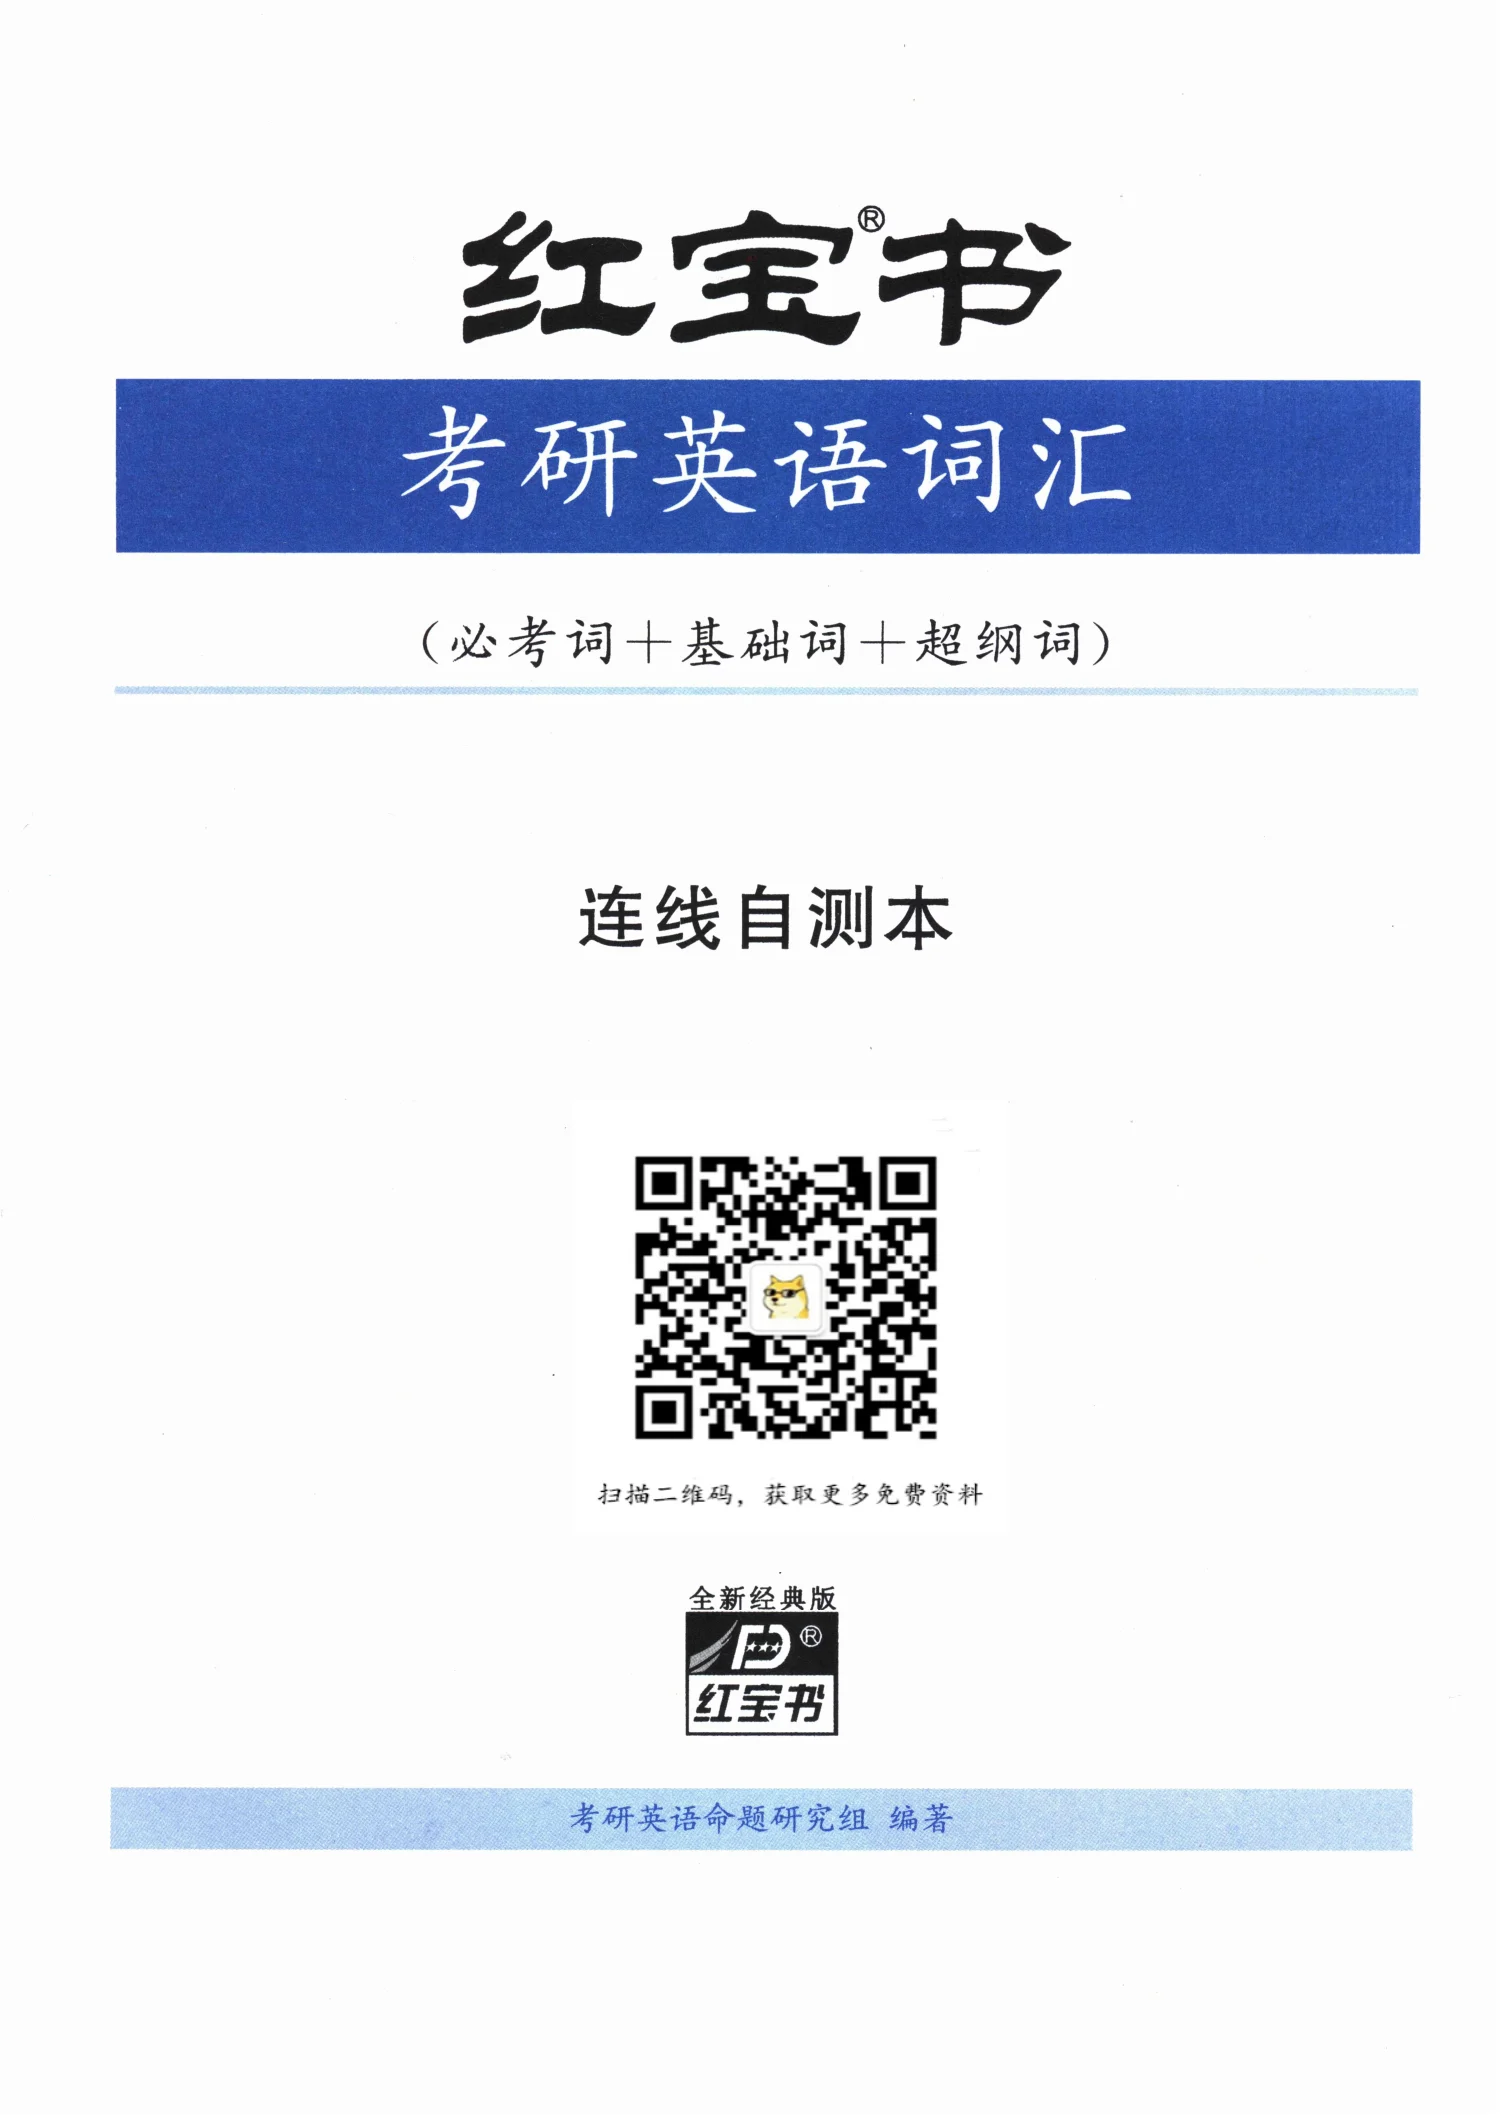 红宝®书
考研英语词汇
（必考词＋基础词＋超纲词）
连线自测本
扫描二维码，获取更多免费资料
全新经典版
®
红宝书
考研英语命题研究组 编著